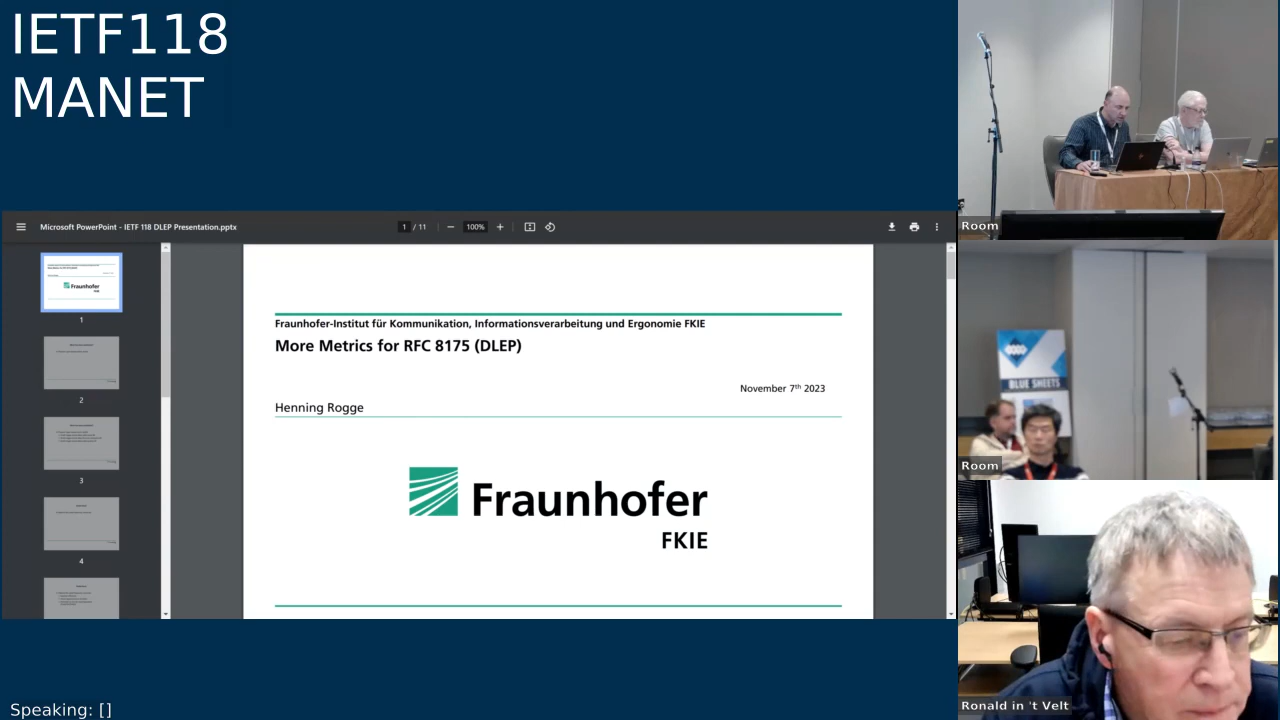 IETF118
MANET
Microsoft PowerPoint - IETF 118 DLEP Presentation.pptx
1 / 11
100%
Fraunhofer
1
2
3
4
Fraunhofer-Institut für Kommunikation, Informationsverarbeitung und Ergonomie FKIE
More Metrics for RFC 8175 (DLEP)
November 7th 2023
Henning Rogge
Fraunhofer
FKIE
Room
BLUE SHEETS
Room
Ronald in 't Velt
Speaking: []